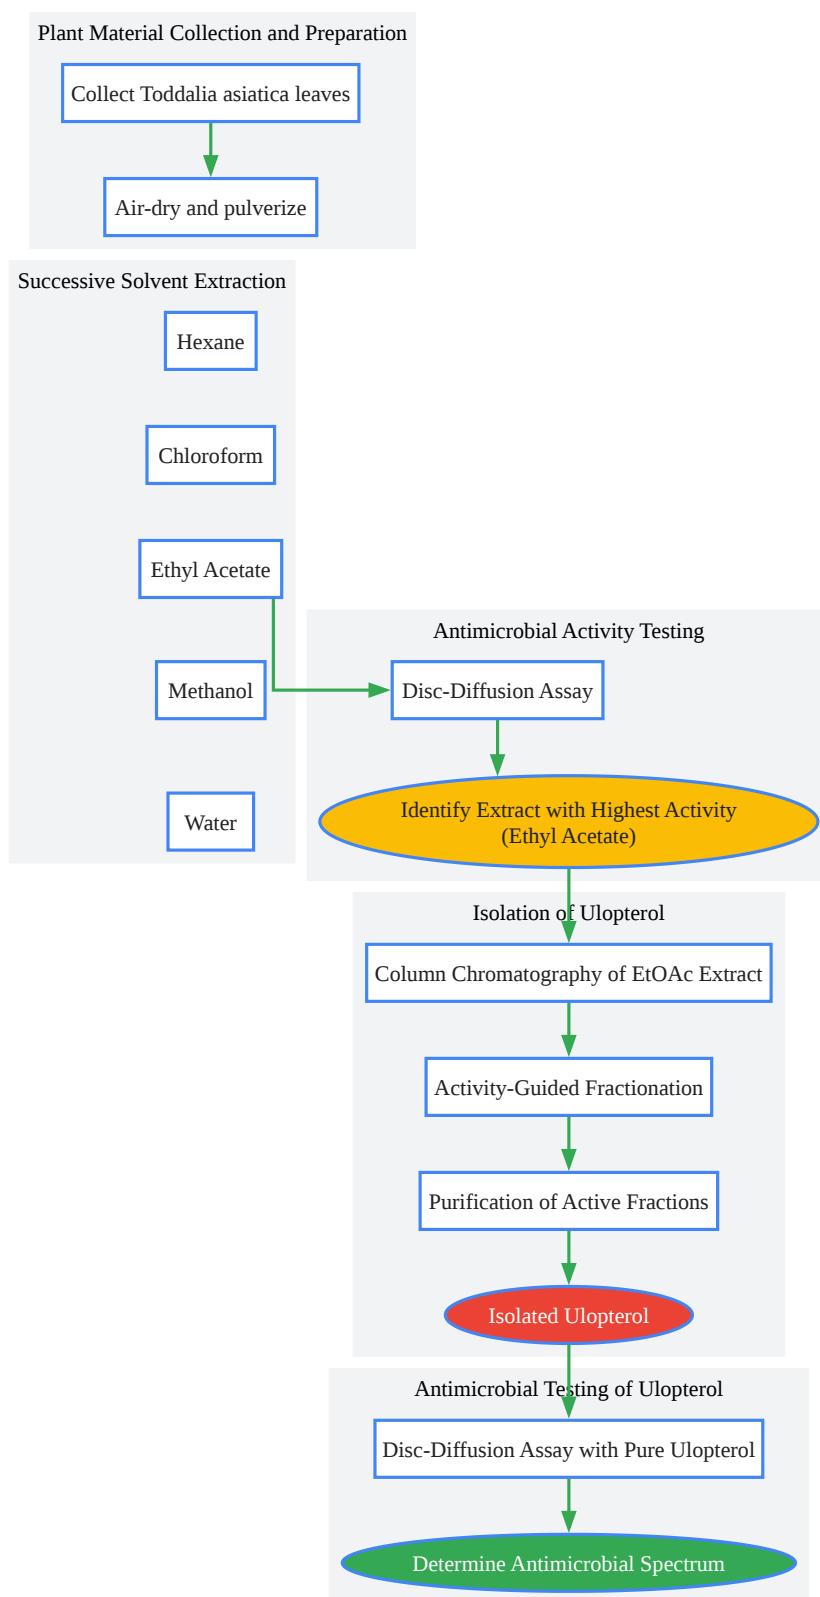 Plant Material Collection and Preparation
Collect Toddalia asiatica leaves
Air-dry and pulverize
Successive Solvent Extraction
Hexane
Chloroform
Ethyl Acetate
Methanol
Water
Antimicrobial Activity Testing
Disc-Diffusion Assay
Identify Extract with Highest Activity
(Ethyl Acetate)
Isolation of Ulopterol
Column Chromatography of EtOAc Extract
Activity-Guided Fractionation
Purification of Active Fractions
Isolated Ulopterol
Antimicrobial Testing of Ulopterol
Disc-Diffusion Assay with Pure Ulopterol
Determine Antimicrobial Spectrum